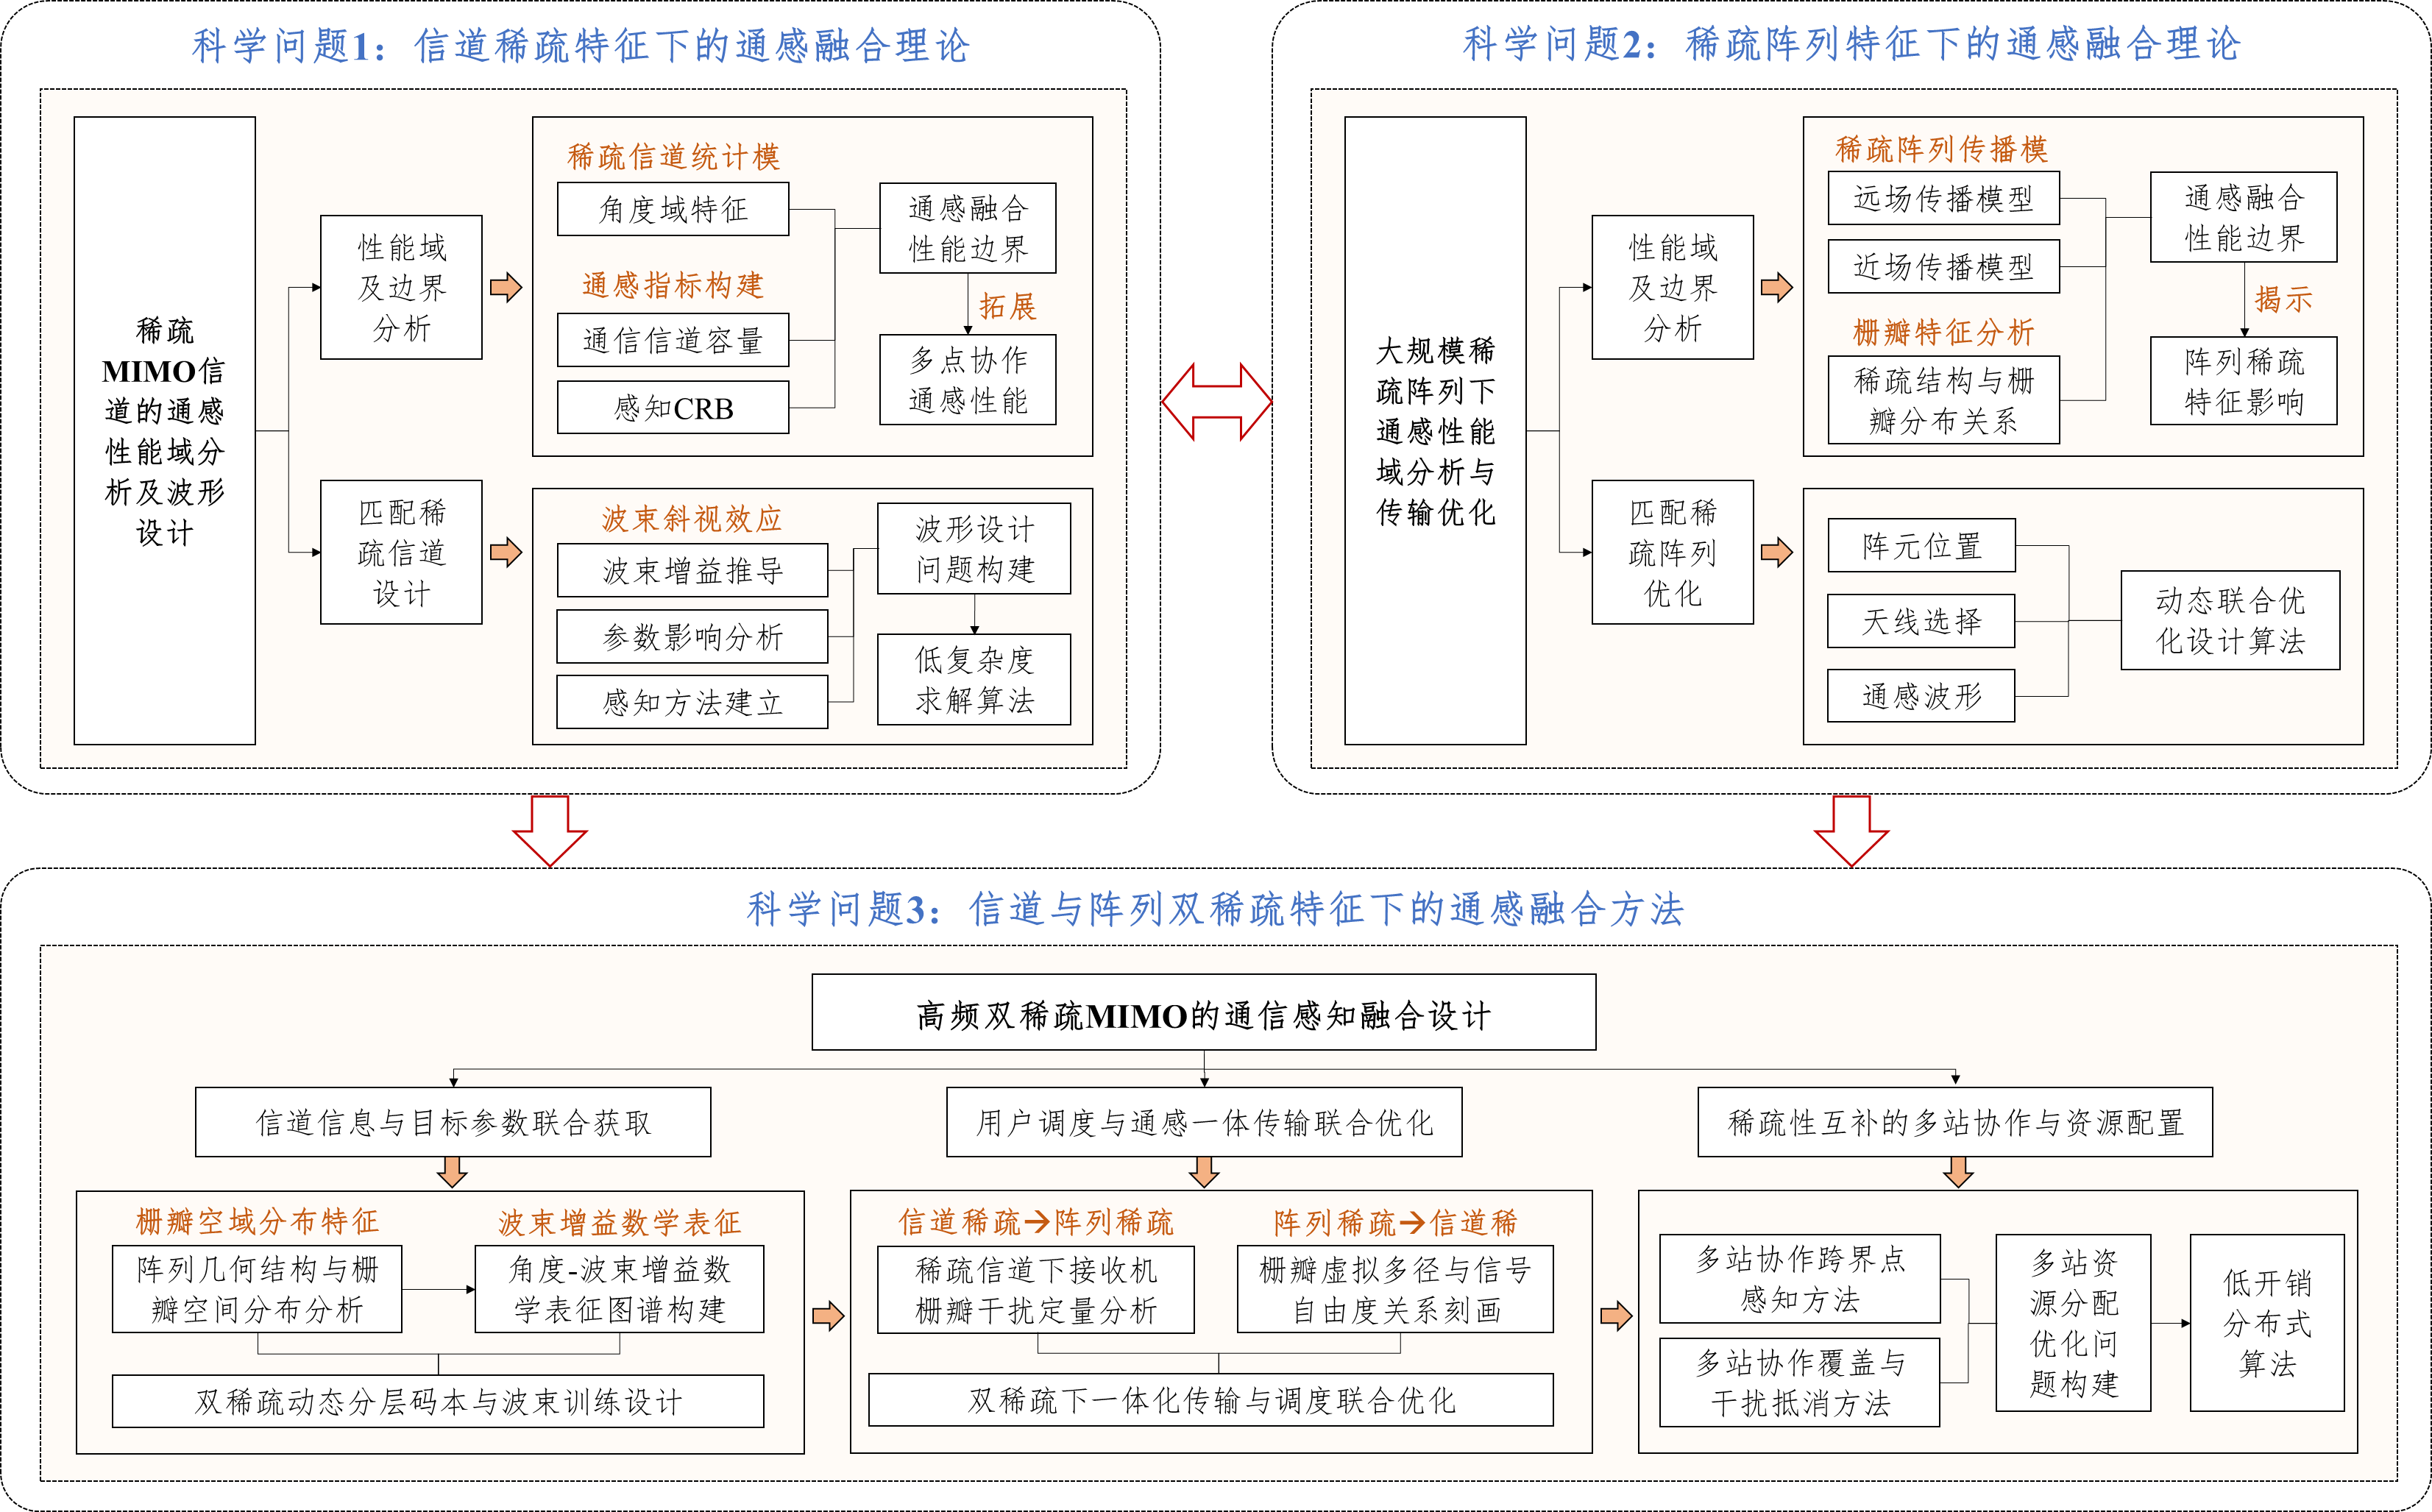 科学问题1：信道稀疏特征下的通感融合理论
稀疏
MIMO信
道的通感
性能域分
析及波形
设计
性能域
及边界
分析
稀疏信道统计模
角度域特征
通感指标构建
通信信道容量
感知CRB
通感融合
性能边界
拓展
多点协作
通感性能
匹配稀
疏信道
设计
波束斜视效应
波束增益推导
参数影响分析
感知方法建立
波形设计
问题构建
低复杂度
求解算法
科学问题2：稀疏阵列特征下的通感融合理论
大规模稀
疏阵列下
通感性能
域分析与
传输优化
性能域
及边界
分析
稀疏阵列传播模
远场传播模型
近场传播模型
栅瓣特征分析
稀疏结构与栅
瓣分布关系
通感融合
性能边界
揭示
阵列稀疏
特征影响
匹配稀
疏阵列
优化
阵元位置
天线选择
通感波形
动态联合优
化设计算法
科学问题3：信道与阵列双稀疏特征下的通感融合方法
高频双稀疏MIMO的通信感知融合设计
信道信息与目标参数联合获取
栅瓣空域分布特征
阵列几何结构与栅
瓣空间分布分析
波束增益数学表征
角度-波束增益数
学表征图谱构建
双稀疏动态分层码本与波束训练设计
用户调度与通感一体传输联合优化
信道稀疏→阵列稀疏
稀疏信道下接收机
栅瓣干扰定量分析
阵列稀疏→信道稀
栅瓣虚拟多径与信号
自由度关系刻画
双稀疏下一体化传输与调度联合优化
稀疏性互补的多站协作与资源配置
多站协作跨界点
感知方法
多站协作覆盖与
干扰抵消方法
多站资
源分配
优化问
题构建
低开销
分布式
算法